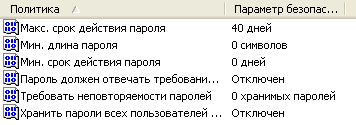 Политика Параметр безопас...
Макс. срок действия пароля 40 дней
Мин. длина пароля 0 символов
Мин. срок действия пароля 0 дней
Пароль должен отвечать требовани... Отключен
Требовать неповторяемости паролей 0 хранимых паролей
Хранить пароли всех пользователей ... Отключен